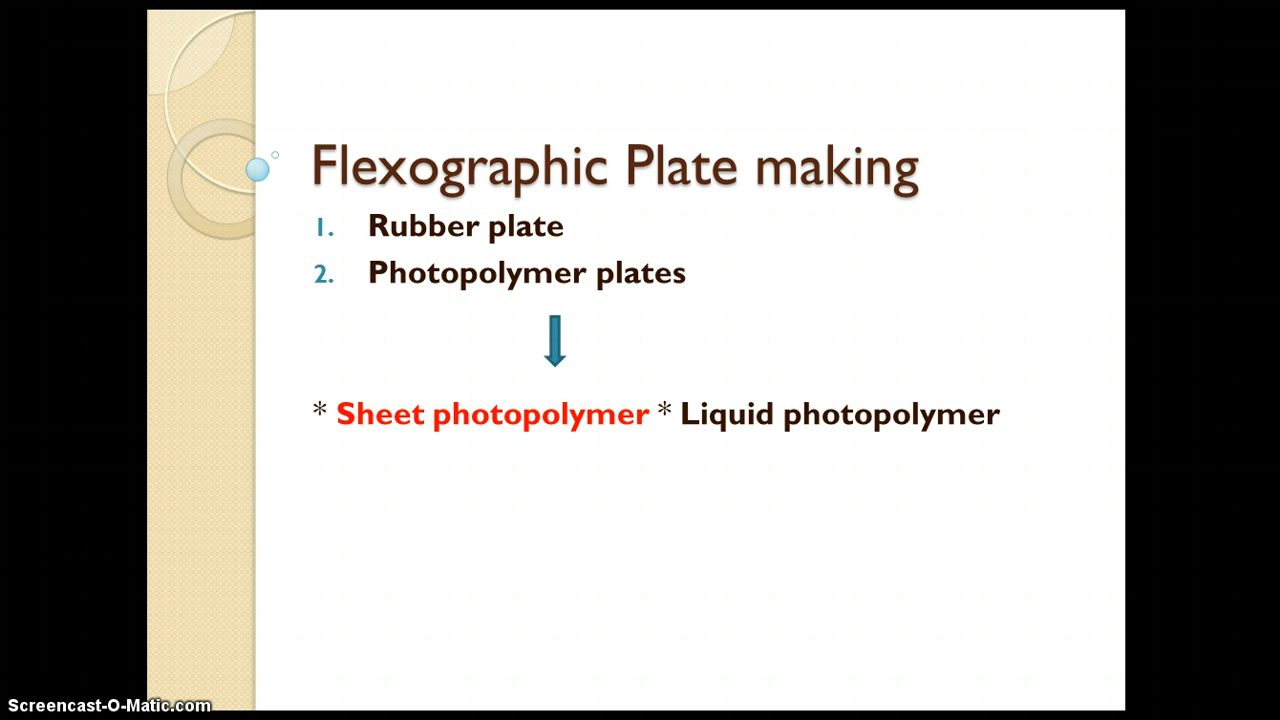 Flexographic Plate making
1. Rubber plate
2. Photopolymer plates
* Sheet photopolymer * Liquid photopolymer
Screencast-O-Matic.com